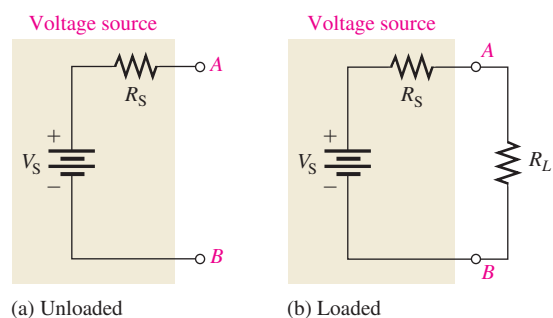 Voltage source
A
R_S
+
V_S
−
B
(a) Unloaded
Voltage source
A
R_S
+
V_S
−
R_L
B
(b) Loaded